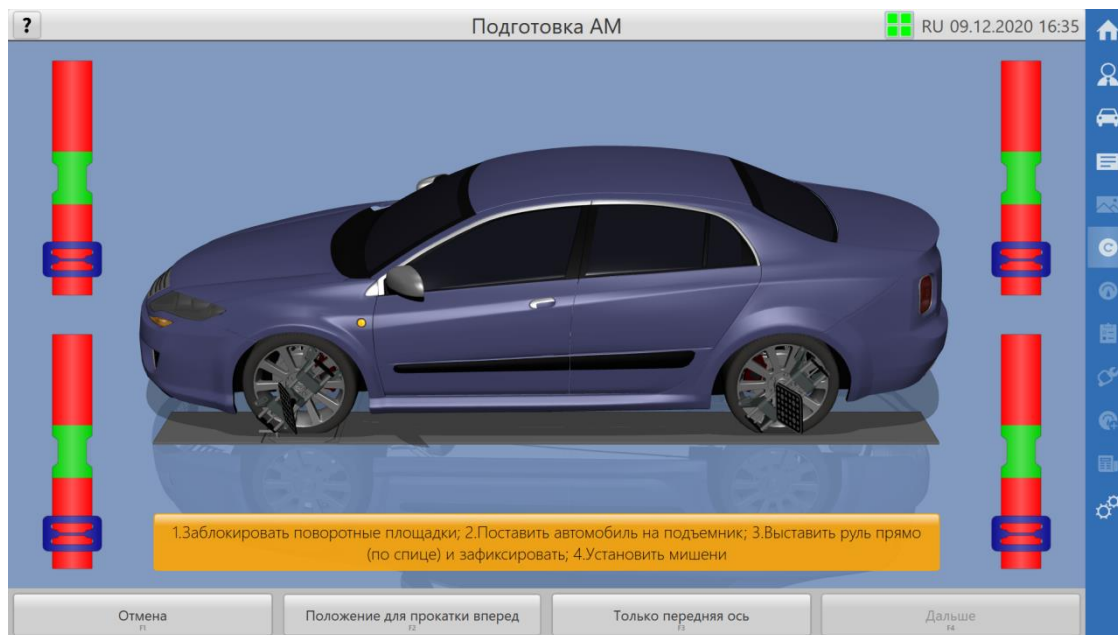 ?
Подготовка АМ
RU 09.12.2020 16:35
C
1.Заблокировать поворотные площадки; 2.Поставить автомобиль на подъемник; 3.Выставить руль прямо
(по спице) и зафиксировать; 4.Установить мишени
Отмена
F1
Положение для прокатки вперед
F2
Только передняя ось
F3
Дальше
F4